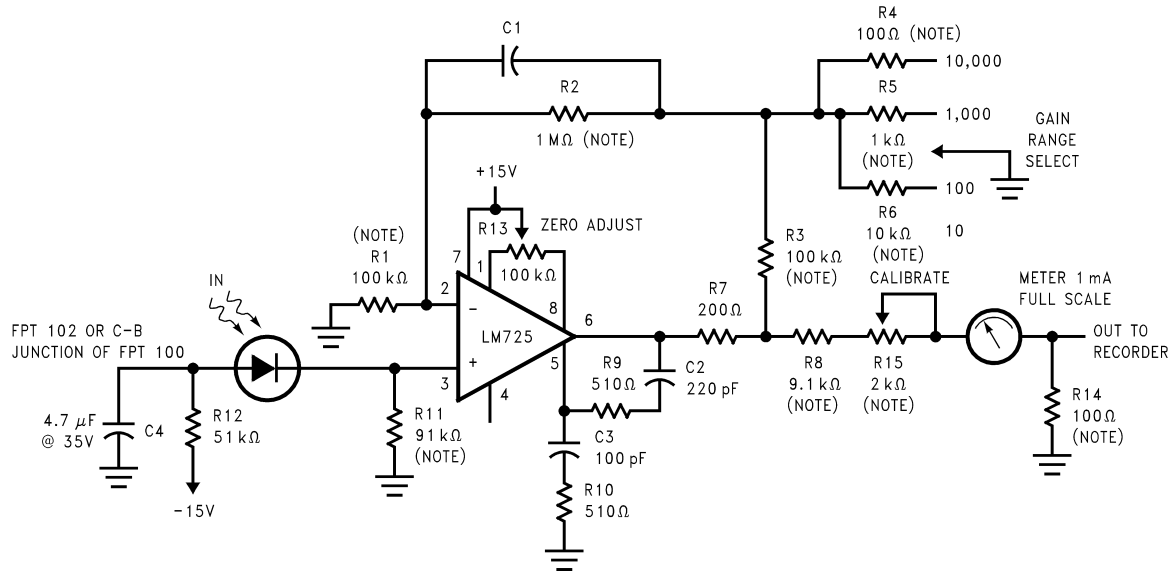 C1
R4
100Ω (NOTE)
10,000
R2
1 MΩ (NOTE)
R5
1,000
1 kΩ
(NOTE)
GAIN
RANGE
SELECT
100
R6
10 kΩ
(NOTE)
10
+15V
R13
ZERO ADJUST
100 kΩ
(NOTE)
R1
100 kΩ
7
1
2
8
6
3
4
5
−
+
LM725
R3
100 kΩ
(NOTE)
CALIBRATE
METER 1 mA
FULL SCALE
R7
200Ω
IN
FPT 102 OR C-B
JUNCTION OF FPT 100
OUT TO
RECORDER
R9
510Ω
C2
220 pF
R8
9.1 kΩ
(NOTE)
R15
2 kΩ
(NOTE)
4.7 µF
@ 35V
C4
R12
51 kΩ
R11
91 kΩ
(NOTE)
R14
100Ω
(NOTE)
C3
100 pF
R10
510Ω
−15V